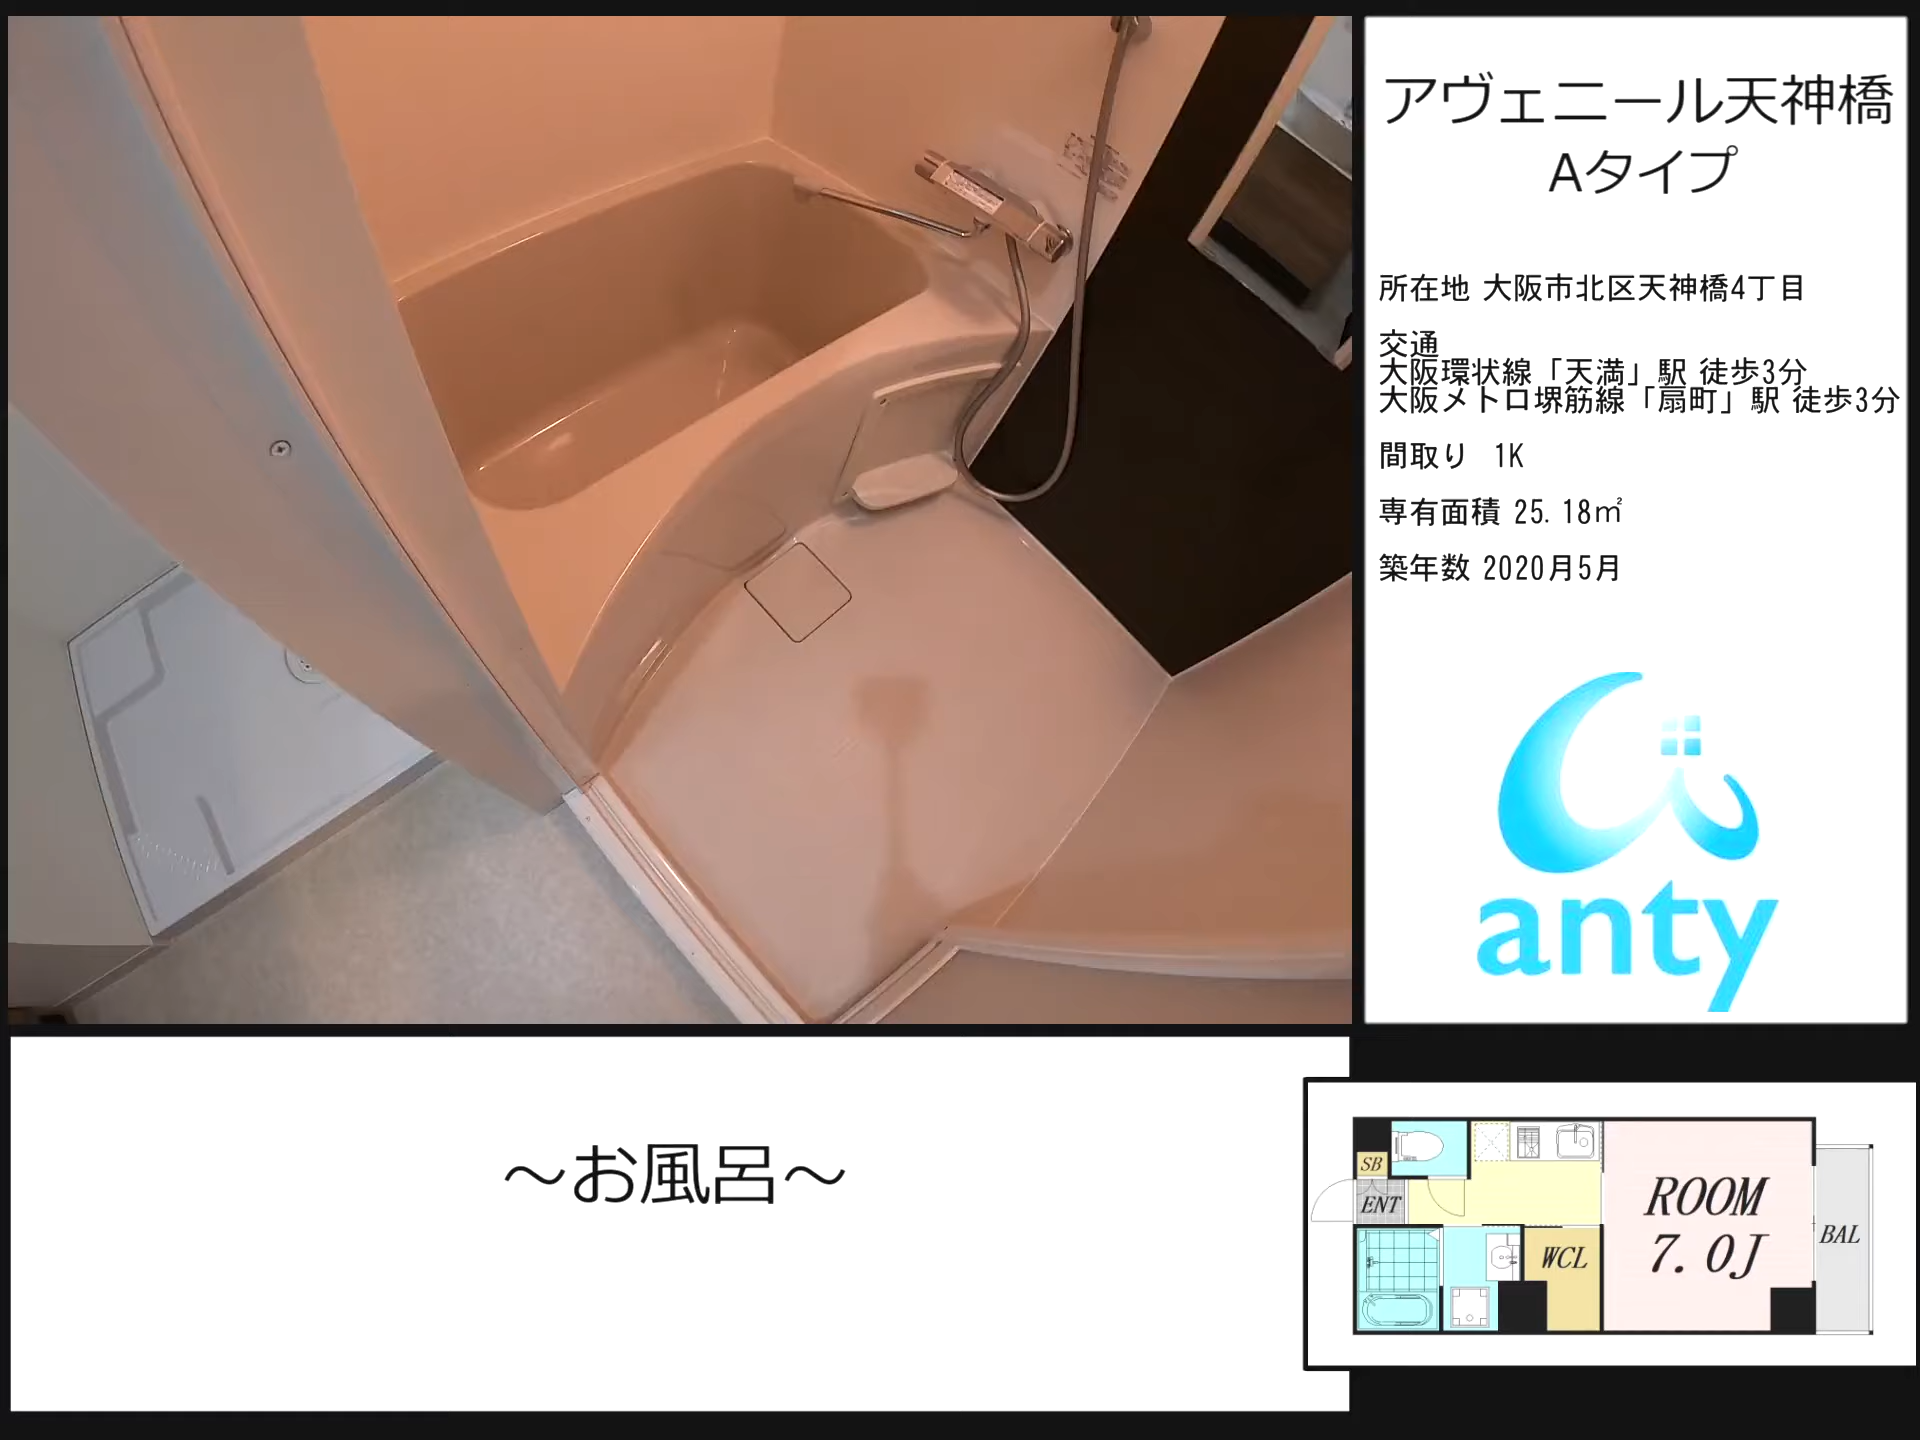 アヴェニール天神橋
Aタイプ
所在地 大阪市北区天神橋4丁目
交通
大阪環状線「天満」駅 徒歩3分
大阪メトロ堺筋線「扇町」駅 徒歩3分
間取り 1K
専有面積 25.18㎡
築年数 2020月5月
anty
～お風呂～
SB
ENT
WCL
ROOM
7.0J
BAL